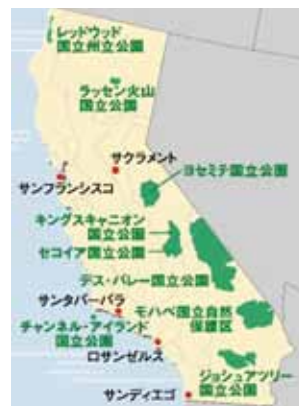 レッドウッド
国立州立公園
ラッセン火山
国立公園
サクラメント
ヨセミテ国立公園
サンフランシスコ
キングスキャニオン
国立公園
セコイア国立公園
デス・バレー国立公園
サンタバーバラ
モハベ国立自然
保護区
チャンネル・アイランド
国立公園
ロサンゼルス
ジョシュアツリー
国立公園
サンディエゴ